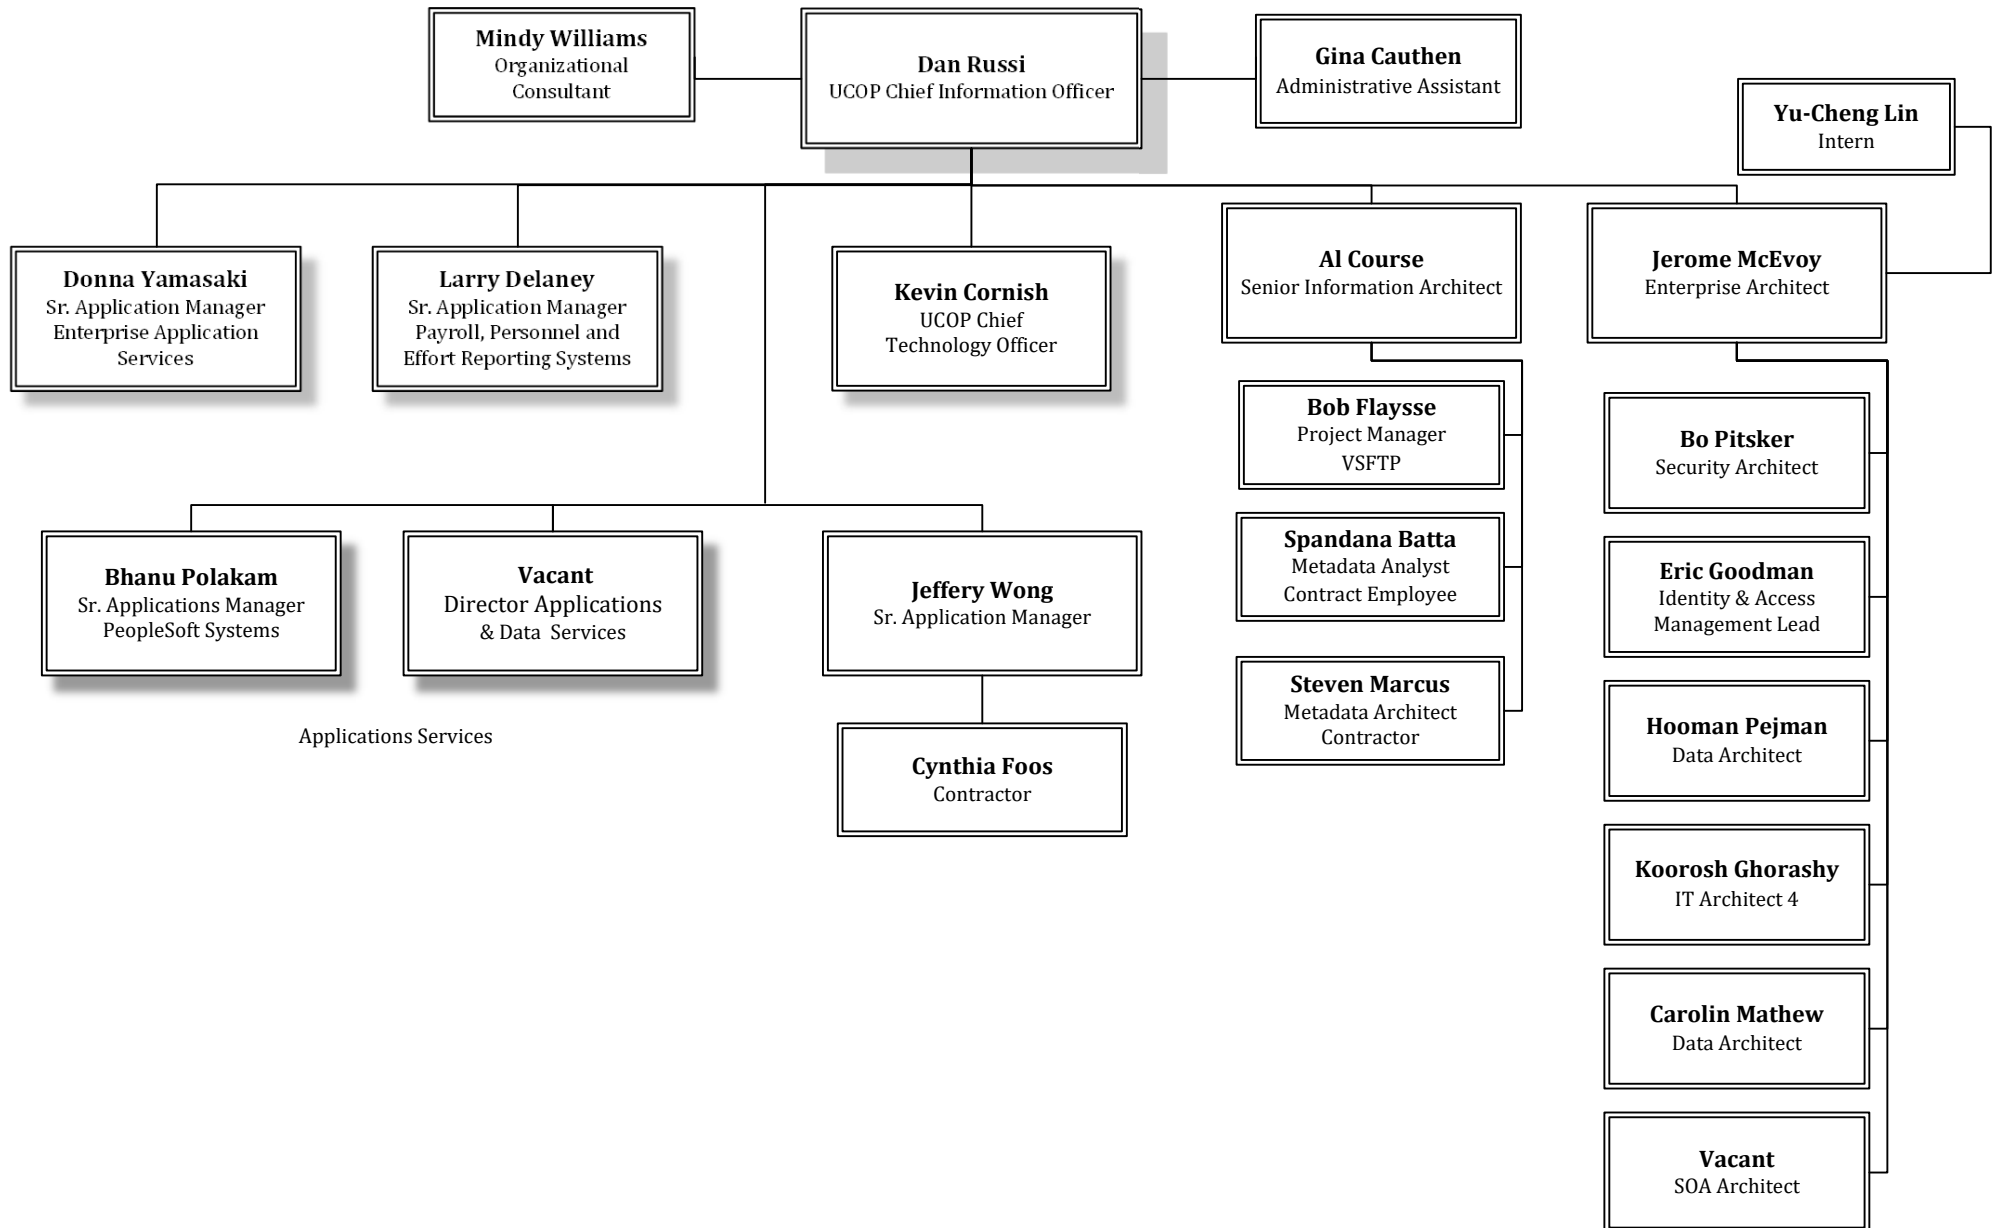 Mindy Williams
Organizational
Consultant
Dan Russi
UCOP Chief Information Officer
Gina Cauthen
Administrative Assistant
Yu-Cheng Lin
Intern
Donna Yamasaki
Sr. Application Manager
Enterprise Application
Services
Larry Delaney
Sr. Application Manager
Payroll, Personnel and
Effort Reporting Systems
Kevin Cornish
UCOP Chief
Technology Officer
Al Course
Senior Information Architect
Jerome McEvoy
Enterprise Architect
Bob Flaysse
Project Manager
VSFTP
Spandana Batta
Metadata Analyst
Contract Employee
Steven Marcus
Metadata Architect
Contractor
Bo Pitsker
Security Architect
Eric Goodman
Identity & Access
Management Lead
Hooman Pejman
Data Architect
Koorosh Ghorashy
IT Architect 4
Carolin Mathew
Data Architect
Vacant
SOA Architect
Bhanu Polakam
Sr. Applications Manager
PeopleSoft Systems
Vacant
Director Applications
& Data Services
Jeffery Wong
Sr. Application Manager
Cynthia Foos
Contractor
Applications Services